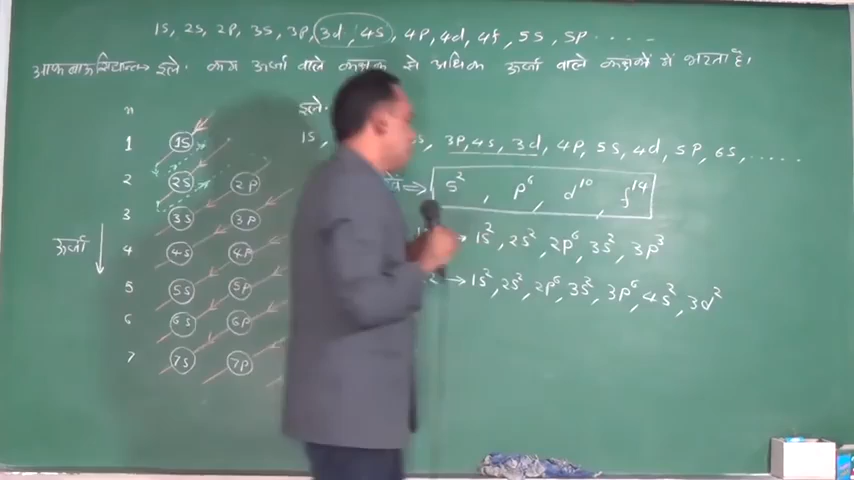 1s, 2s, 2p, 3s, 3p, 3d, 4s, 4p, 4d, 4f, 5s, 5p ......
आफबाऊ सिद्धान्त → इले. कम ऊर्जा वाले कक्षक से अधिक ऊर्जा वाले कक्षकों में भरता है।
n
इले.
1 1s
1s, 3p, 4s, 3d, 4p, 5s, 4d, 5p, 6s, ......
2 2s 2p
⇒ s², p⁶, d¹⁰, f¹⁴
3 3s 3p
→ 1s², 2s², 2p⁶, 3s², 3p³
ऊर्जा ↓
4 4s 4p
5 5s 5p
2 → 1s², 2s², 2p⁶, 3s², 3p⁶, 4s², 3d²
6 6s 6p
7 7s 7p